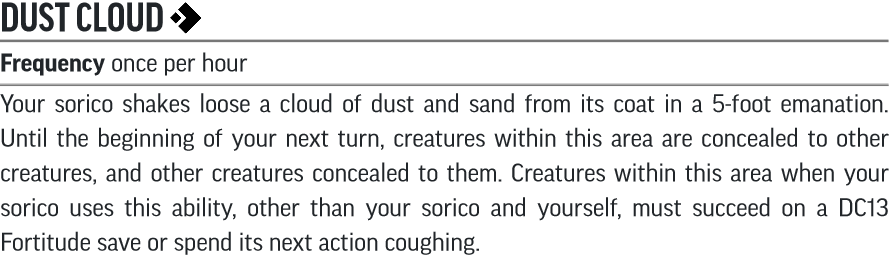 DUST CLOUD
Frequency once per hour
Your sorico shakes loose a cloud of dust and sand from its coat in a 5-foot emanation.
Until the beginning of your next turn, creatures within this area are concealed to other
creatures, and other creatures concealed to them. Creatures within this area when your
sorico uses this ability, other than your sorico and yourself, must succeed on a DC13
Fortitude save or spend its next action coughing.